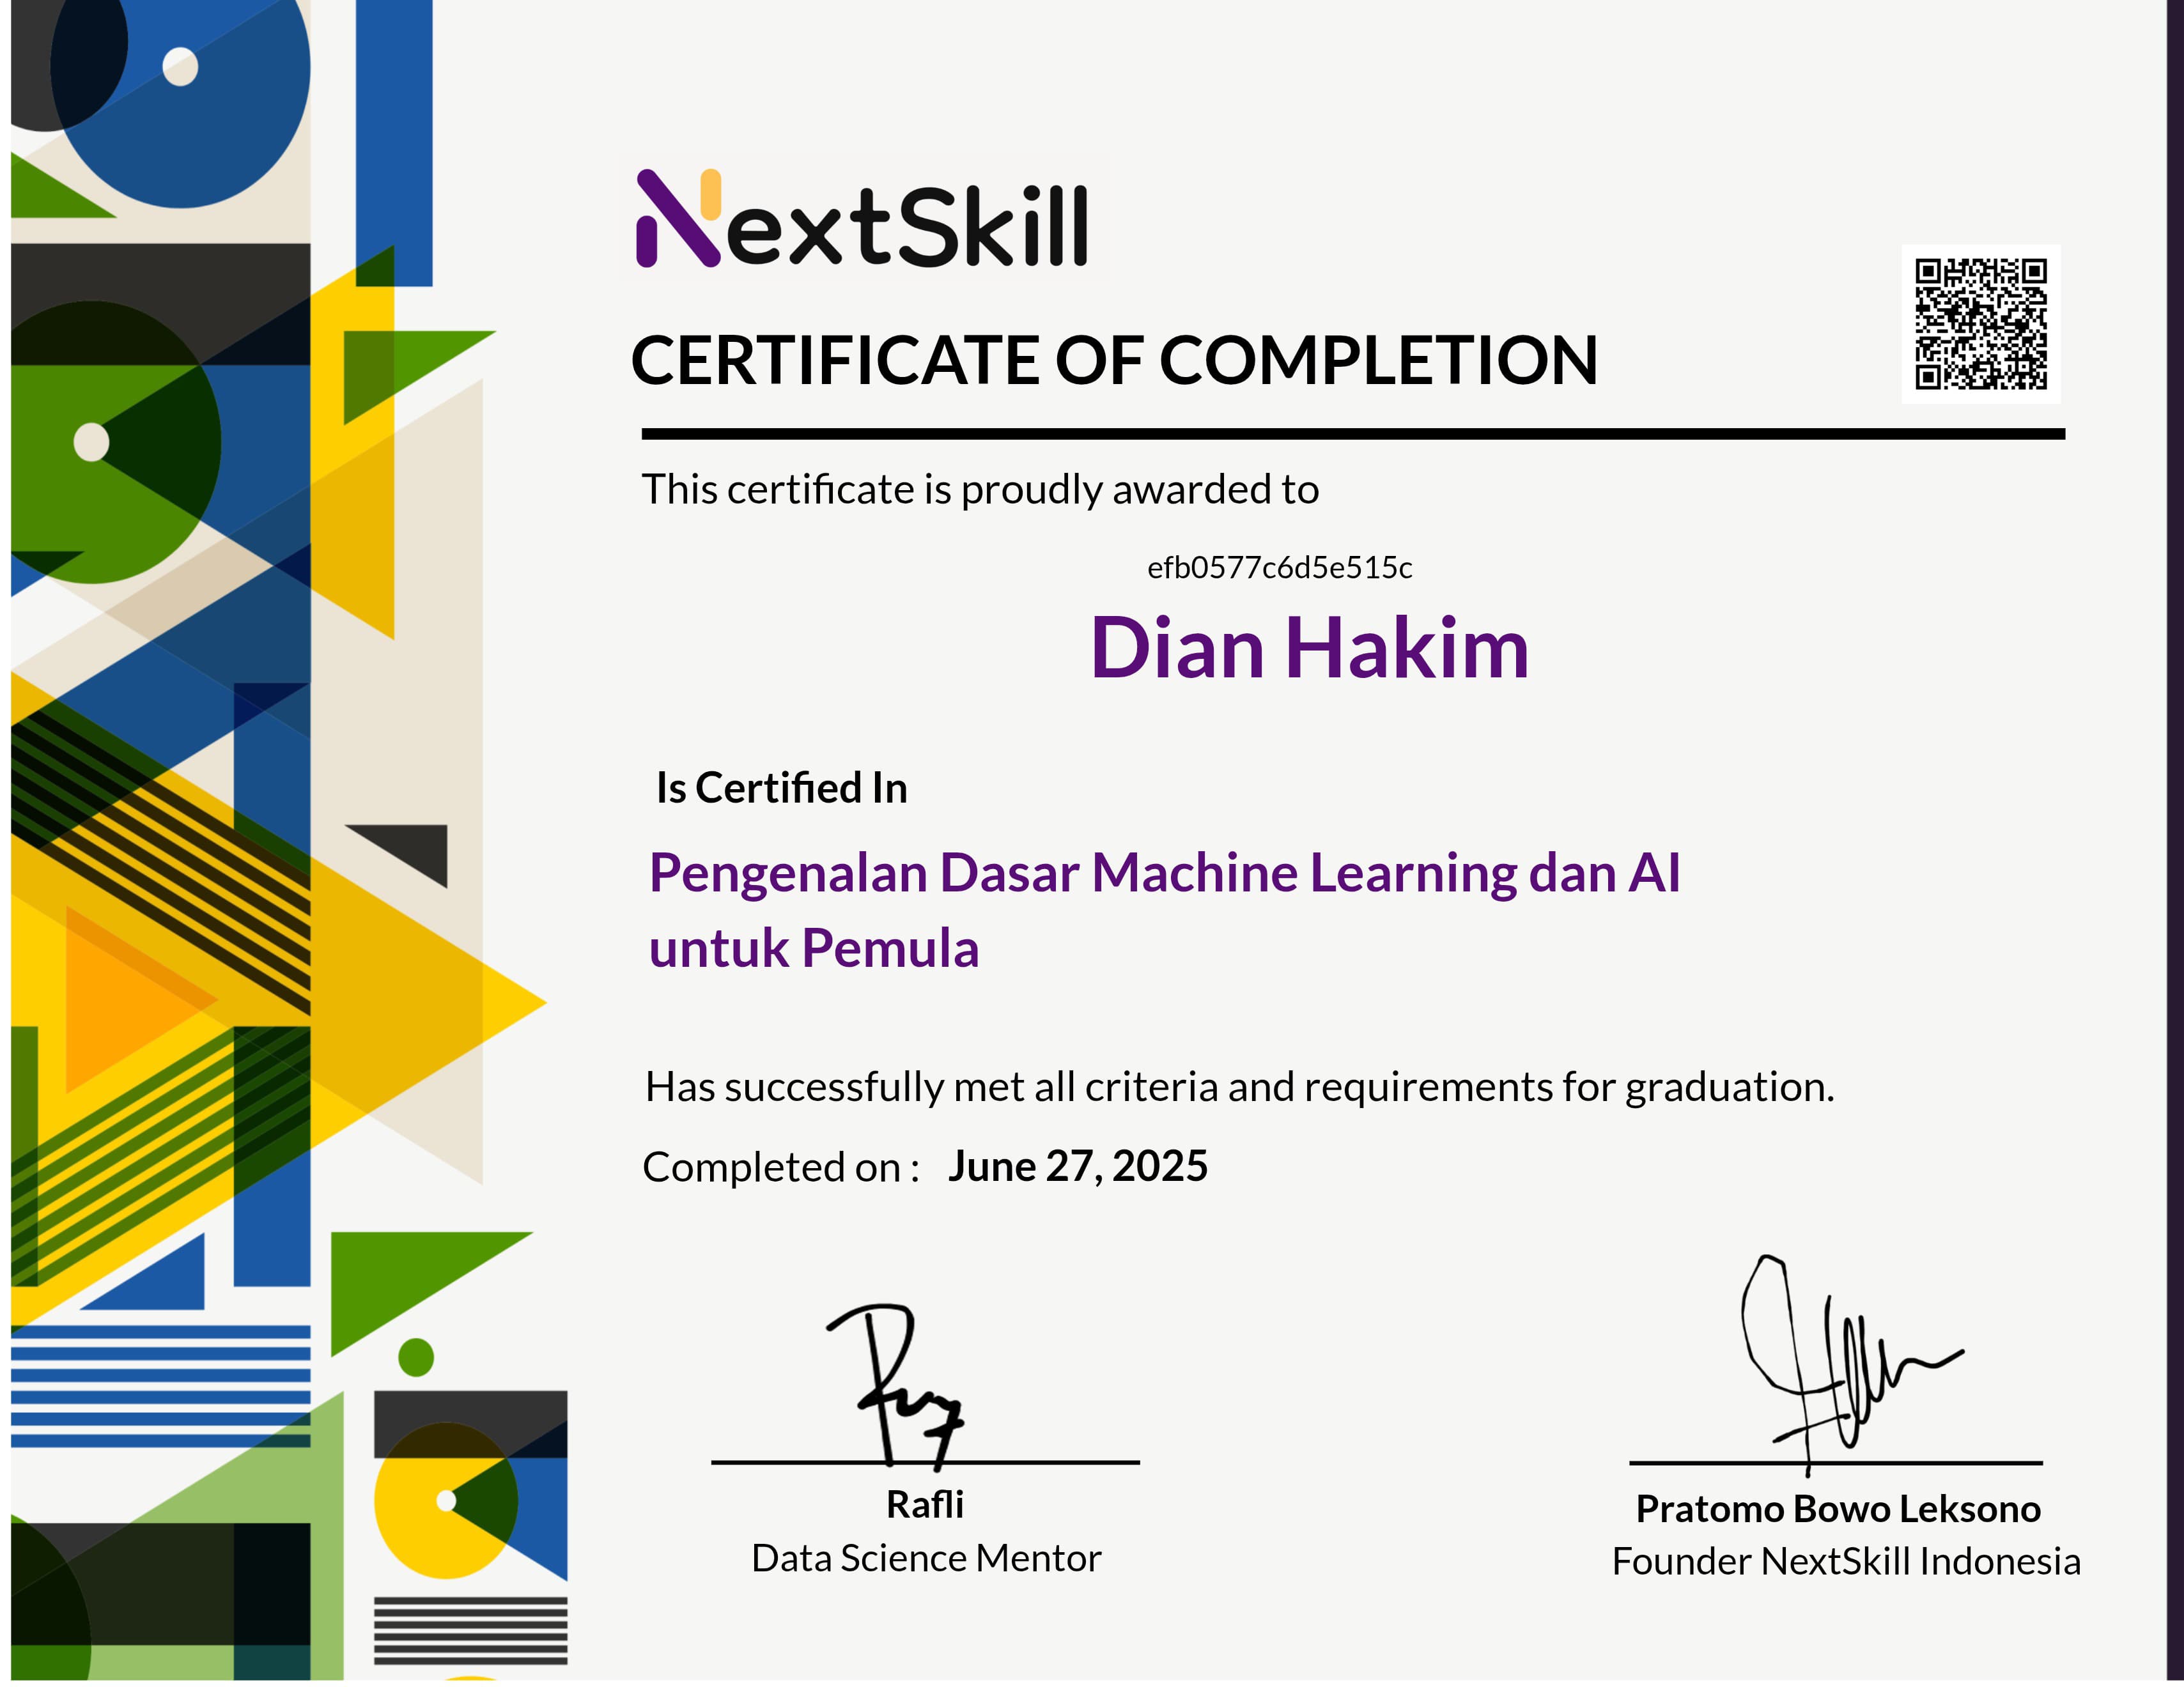 NextSkill
CERTIFICATE OF COMPLETION
This certificate is proudly awarded to
efb0577c6d5e515c
Dian Hakim
Is Certified In
Pengenalan Dasar Machine Learning dan AI
untuk Pemula
Has successfully met all criteria and requirements for graduation.
Completed on : June 27, 2025
Rafli
Data Science Mentor
Pratomo Bowo Leksono
Founder NextSkill Indonesia